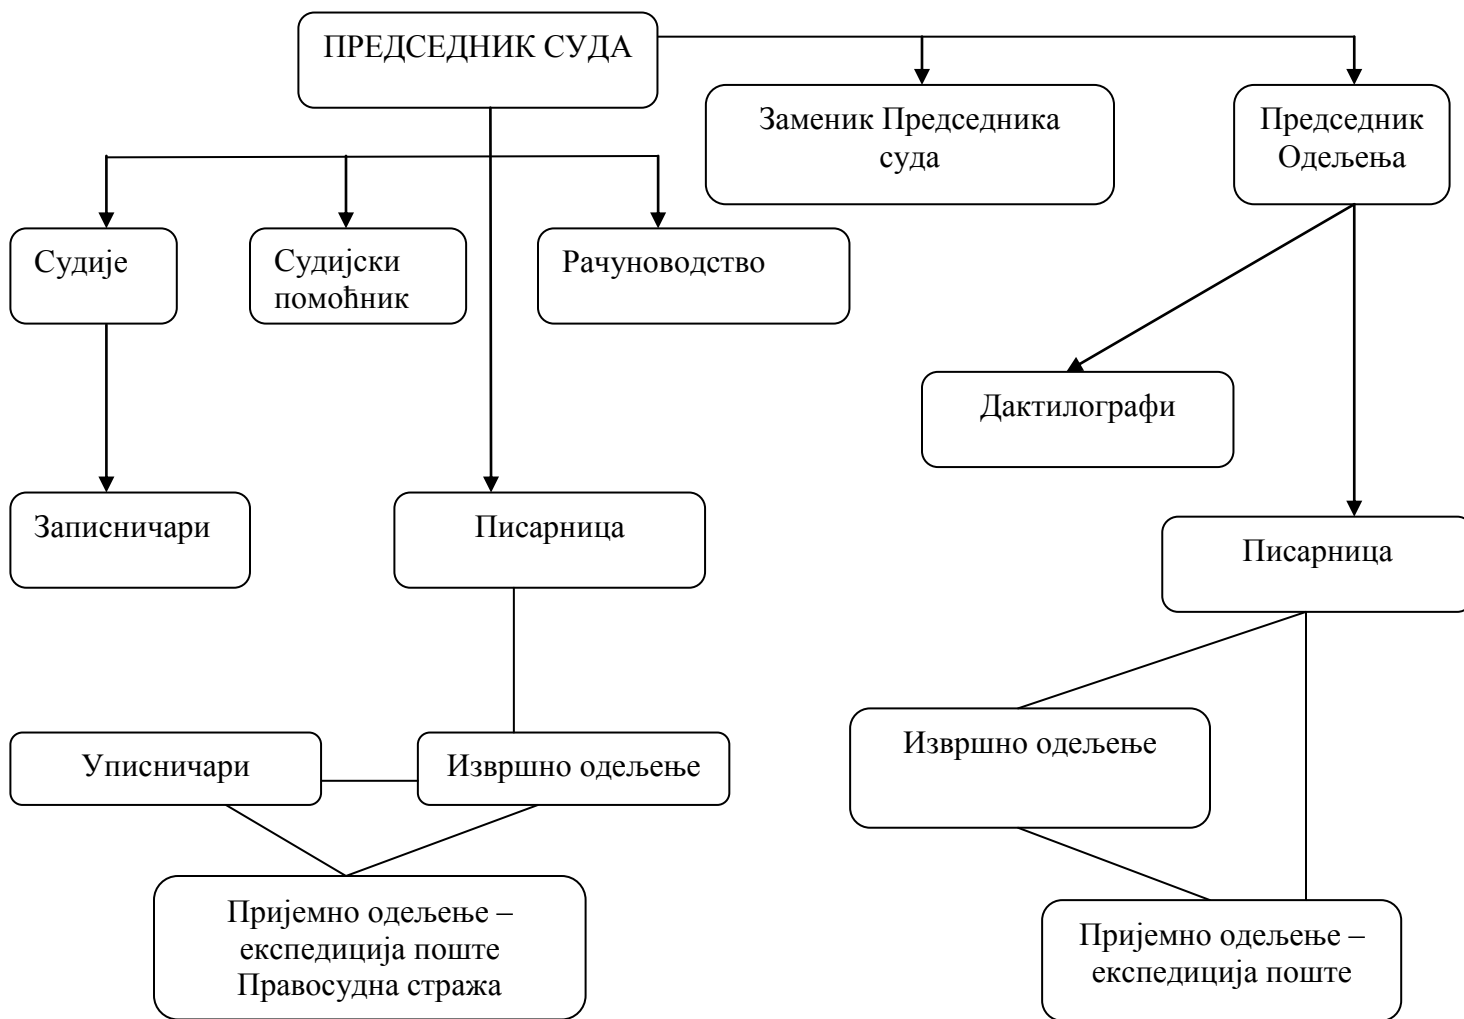 ПРЕДСЕДНИК СУДА
Заменик Председника
суда
Председник
Одељења
Судије
Судијски
помоћник
Рачуноводство
Дактилографи
Записничари
Писарница
Писарница
Уписничари
Извршно одељење
Извршно одељење
Пријемно одељење –
експедиција поште
Правосудна стража
Пријемно одељење –
експедиција поште